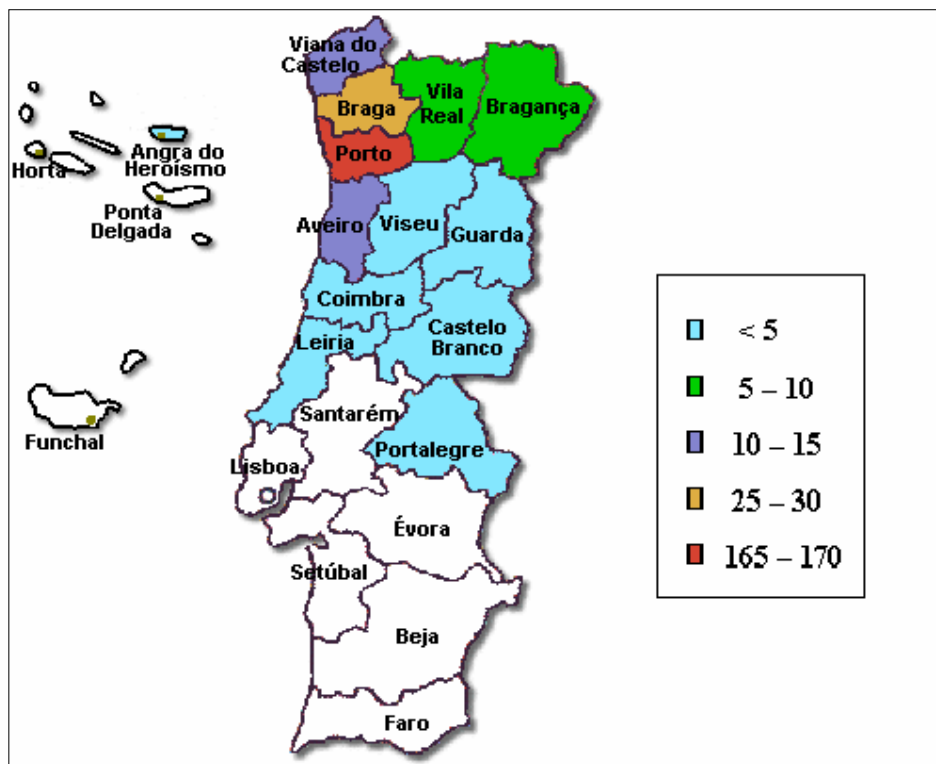 Viana do
Castelo
Braga
Vila
Real
Bragança
Porto
Horta
Angra do
Heroísmo
Ponta
Delgada
Aveiro
Viseu
Guarda
Coimbra
Leiria
Castelo
Branco
Funchal
Santarém
Portalegre
Lisboa
Évora
Setúbal
Beja
Faro
< 5
5 – 10
10 – 15
25 – 30
165 – 170